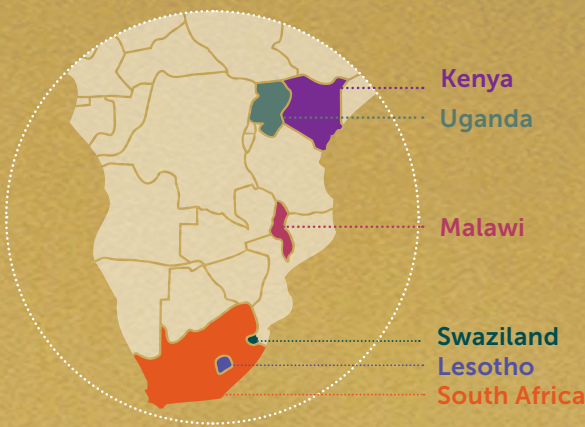 Kenya
Uganda
Malawi
Swaziland
Lesotho
South Africa